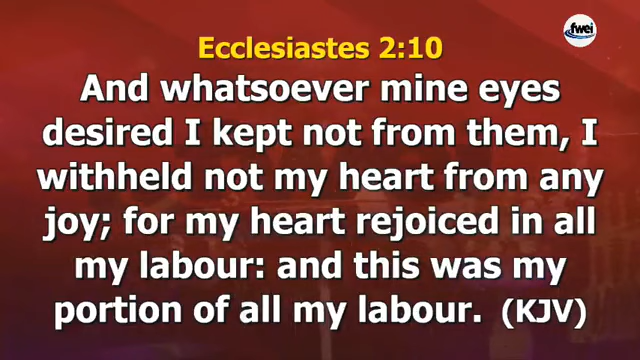 fwei
Ecclesiastes 2:10
And whatsoever mine eyes
desired I kept not from them, I
withheld not my heart from any
joy; for my heart rejoiced in all
my labour: and this was my
portion of all my labour. (KJV)